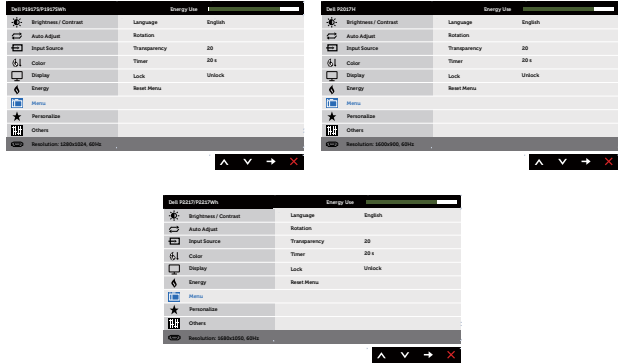 Dell P1917S/P1917SWh Energy Use
Brightness / Contrast Language English
Auto Adjust Rotation
Input Source Transparency 20
Color Timer 20 s
Display Lock Unlock
Energy Reset Menu
Menu
Personalize
Others
Resolution: 1280x1024, 60Hz
Dell P2017H Energy Use
Brightness / Contrast Language English
Auto Adjust Rotation
Input Source Transparency 20
Color Timer 20 s
Display Lock Unlock
Energy Reset Menu
Menu
Personalize
Others
Resolution: 1600x900, 60Hz
Dell P2217/P2217Wh Energy Use
Brightness / Contrast Language English
Auto Adjust Rotation
Input Source Transparency 20
Color Timer 20 s
Display Lock Unlock
Energy Reset Menu
Menu
Personalize
Others
Resolution: 1680x1050, 60Hz